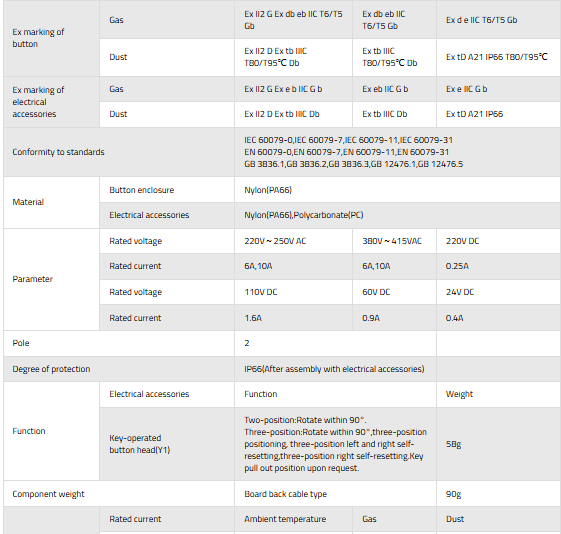 Ex marking of
button
Gas
Ex II2 G Ex db eb IIC T6/T5
Gb
Ex db eb IIC
T6/T5 Gb
Ex d e IIC T6/T5 Gb
Dust
Ex II2 D Ex tb IIIC
T80/T95℃ Db
Ex tb IIIC
T80/T95℃ Db
Ex tD A21 IP66 T80/T95℃
Ex marking of
electrical
accessories
Gas
Ex II2 G Ex e b IIC G b
Ex eb IIC G b
Ex e IIC G b
Dust
Ex II2 D Ex tb IIIC Db
Ex tb IIIC Db
Ex tD A21 IP66
Conformity to standards
IEC 60079-0,IEC 60079-7,IEC 60079-11,IEC 60079-31
EN 60079-0,EN 60079-7,EN 60079-11,EN 60079-31
GB 3836.1,GB 3836.2,GB 3836.3,GB 12476.1,GB 12476.5
Material
Button enclosure
Nylon(PA66)
Electrical accessories
Nylon(PA66),Polycarbonate(PC)
Parameter
Rated voltage
220V~250V AC
380V~415VAC
220V DC
Rated current
6A,10A
6A,10A
0.25A
Rated voltage
110V DC
60V DC
24V DC
Rated current
1.6A
0.9A
0.4A
Pole
2
Degree of protection
IP66(After assembly with electrical accessories)
Function
Electrical accessories
Function
Weight
Key-operated
button head(Y1)
Two-position:Rotate within 90°.
Three-position:Rotate within 90°,three-position
positioning, three-position left and right self-
resetting,three-position right self-resetting.Key
pull out position upon request.
58g
Component weight
Board back cable type
90g
Rated current
Ambient temperature
Gas
Dust